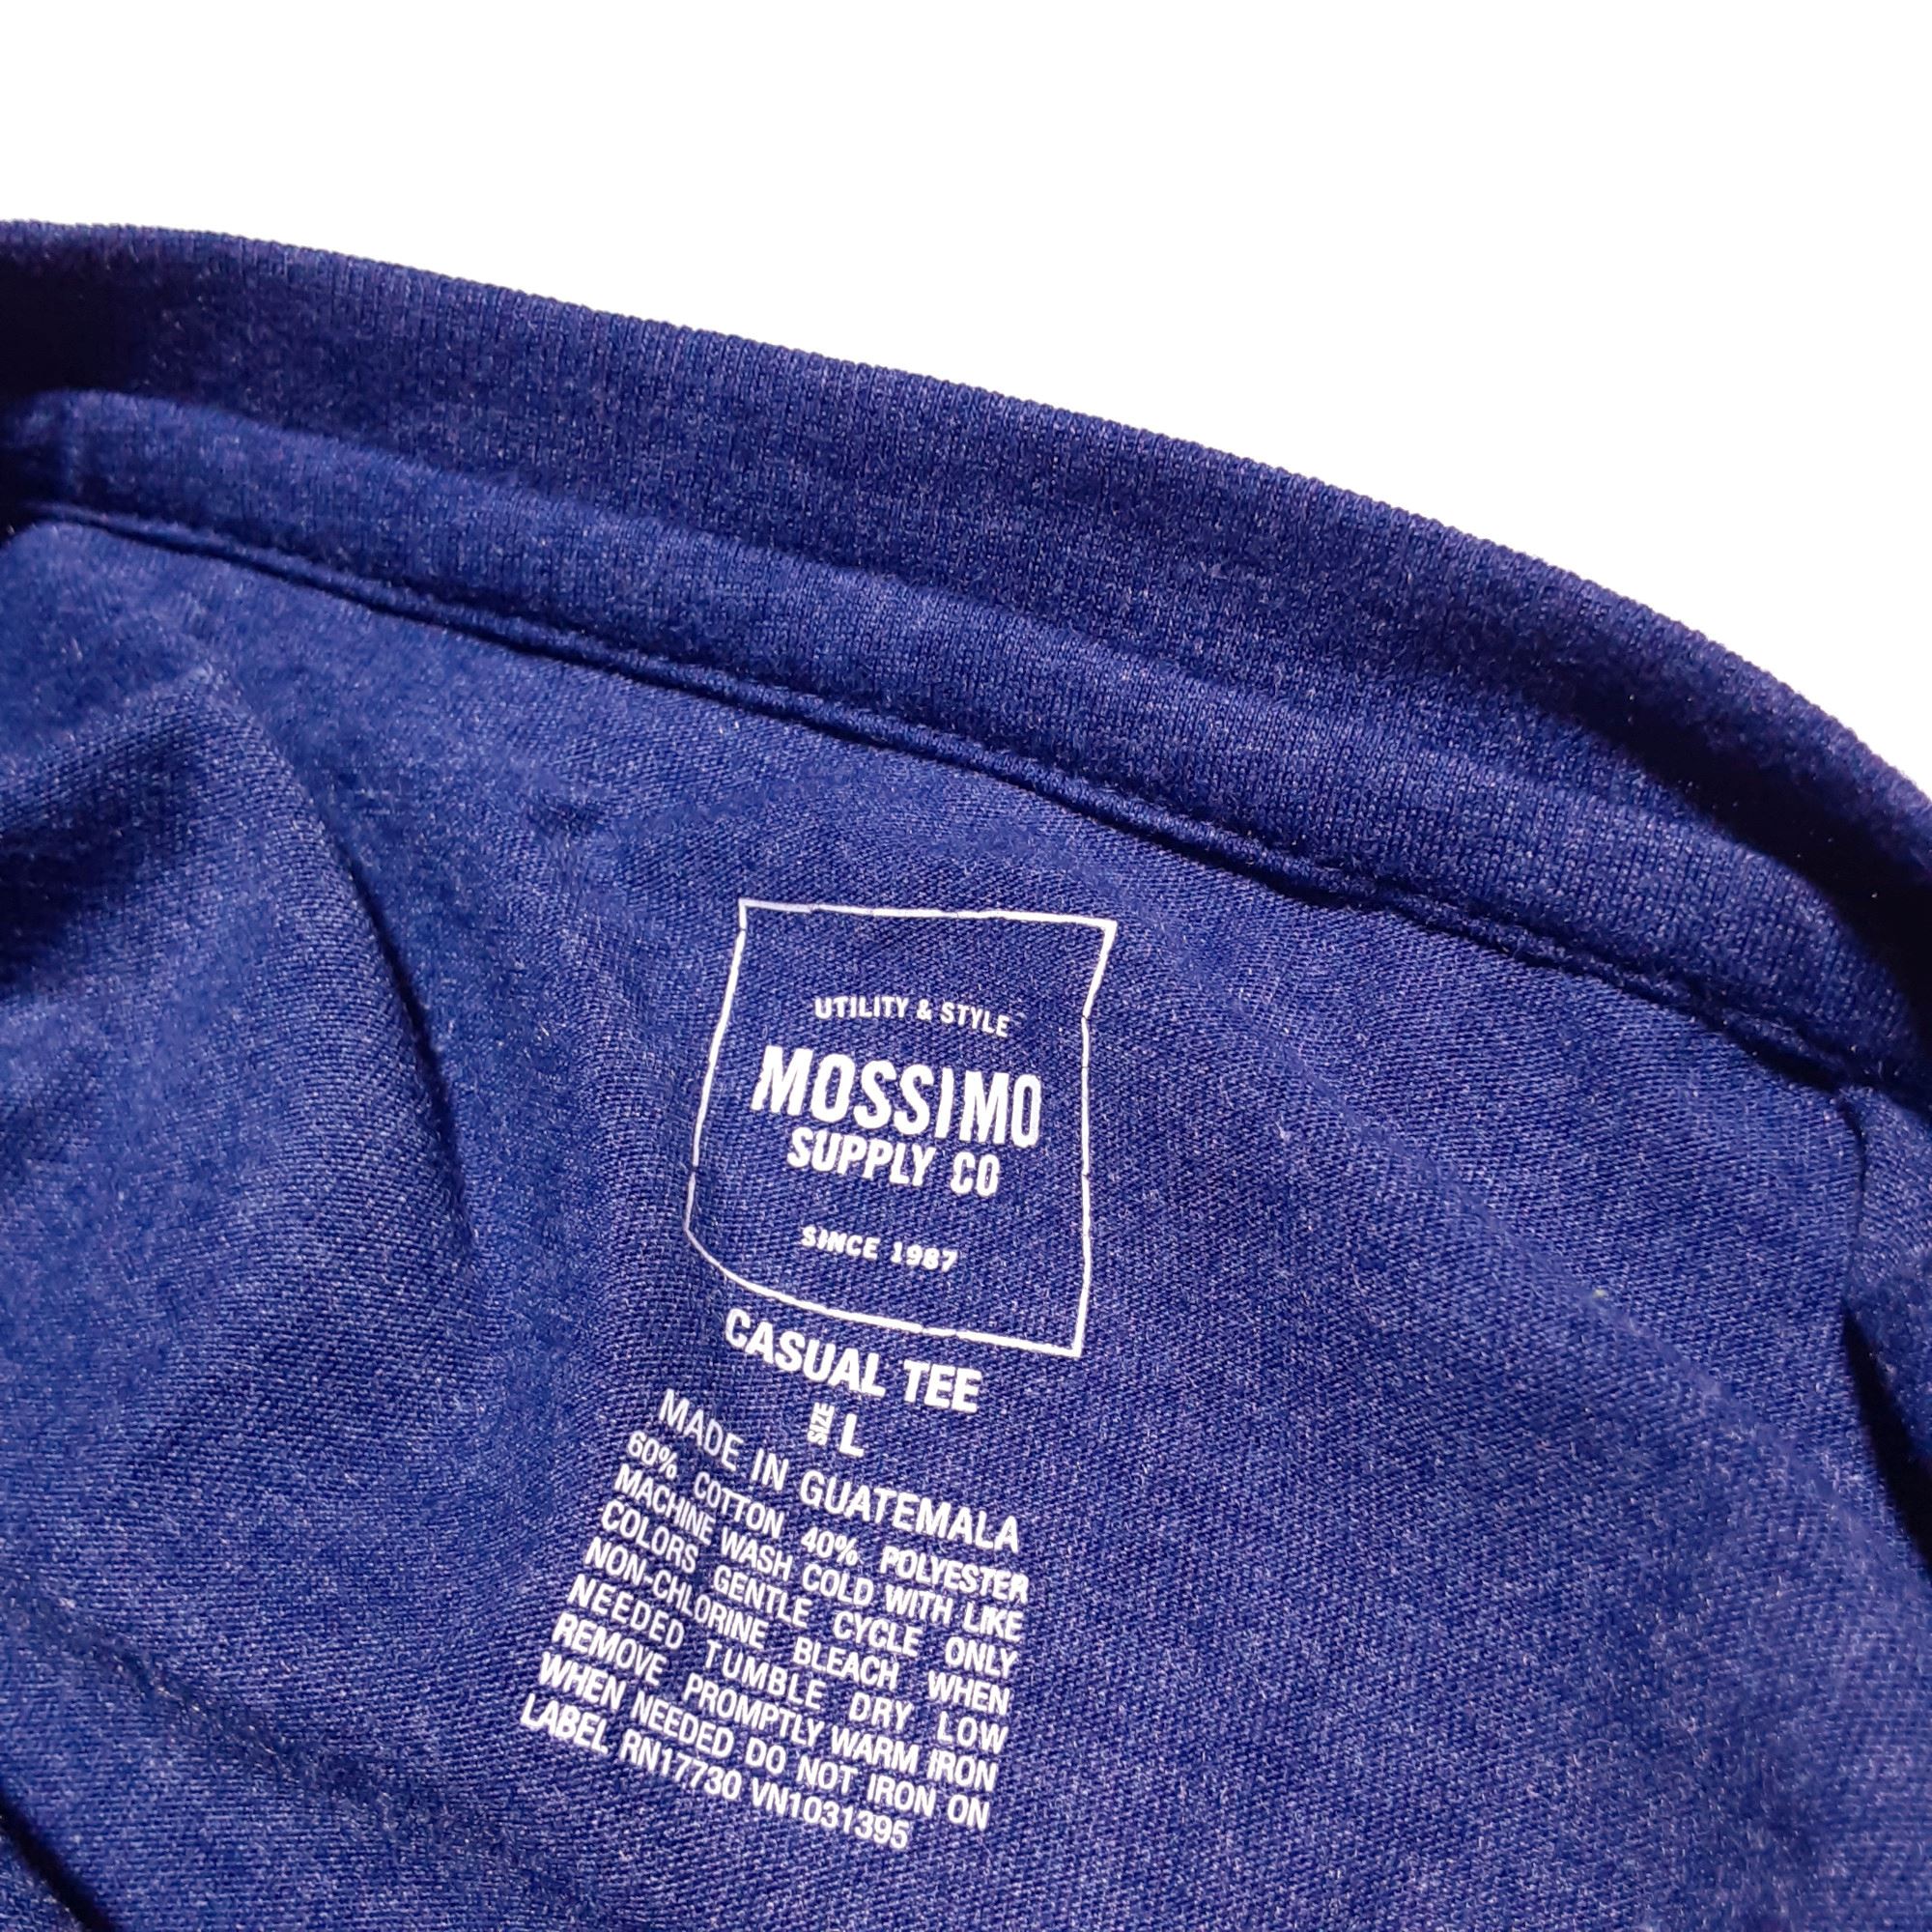 UTILITY & STYLE
MOSSIMO
SUPPLY CO
SINCE 1987
CASUAL TEE
SIZE L
MADE IN GUATEMALA
60% COTTON 40% POLYESTER
MACHINE WASH COLD WITH LIKE
COLORS GENTLE CYCLE ONLY
NON-CHLORINE BLEACH WHEN
NEEDED TUMBLE DRY LOW
REMOVE PROMPTLY WARM IRON
WHEN NEEDED DO NOT IRON ON
LABEL RN17730 VN1031395